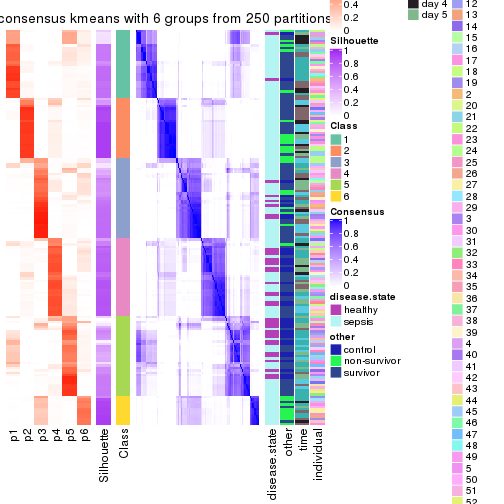 consensus kmeans with 6 groups from 250 partitions
p1
p2
p3
p4
p5
p6
Silhouette
Class
disease.state
other
time
individual
0.4
0.2
0
Silhouette
1
0.8
0.6
0.4
0.2
0
Class
1
2
3
4
5
6
Consensus
1
0.8
0.6
0.4
0.2
0
disease.state
healthy
sepsis
other
control
non-survivor
survivor
day 4
day 5
12
13
14
15
16
17
18
19
2
20
21
22
23
24
25
26
27
28
29
3
30
31
32
33
34
35
36
37
38
39
4
40
41
42
43
44
45
46
47
48
49
5
50
51
52